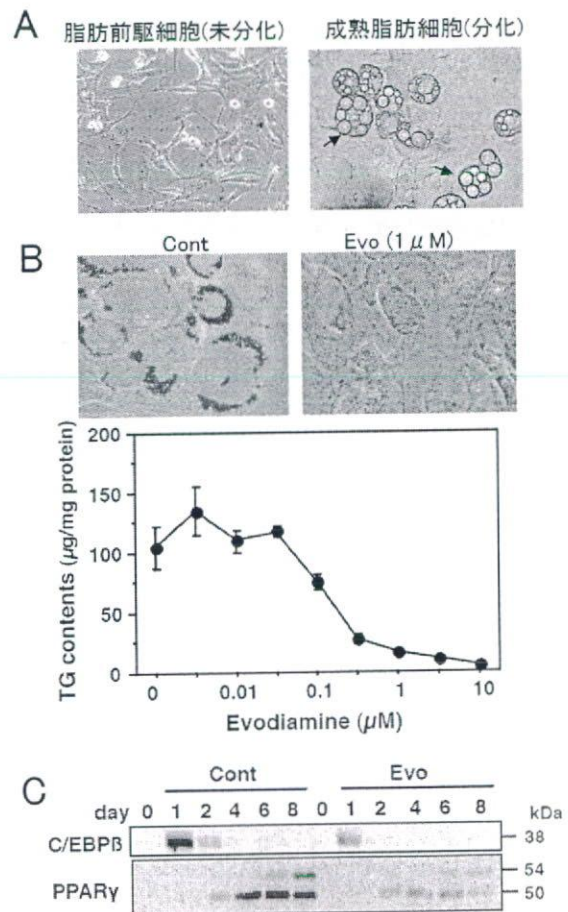 A
脂肪前駆細胞(未分化)
成熟脂肪細胞(分化)
B
Cont
Evo (1 μ M)
TG contents (μg/mg protein)
200
150
100
50
0
0 0.01 0.1 1 10
Evodiamine (μM)
C
Cont Evo
day 0 1 2 4 6 8 0 1 2 4 6 8 kDa
C/EBPß 38
54
PPARγ 50